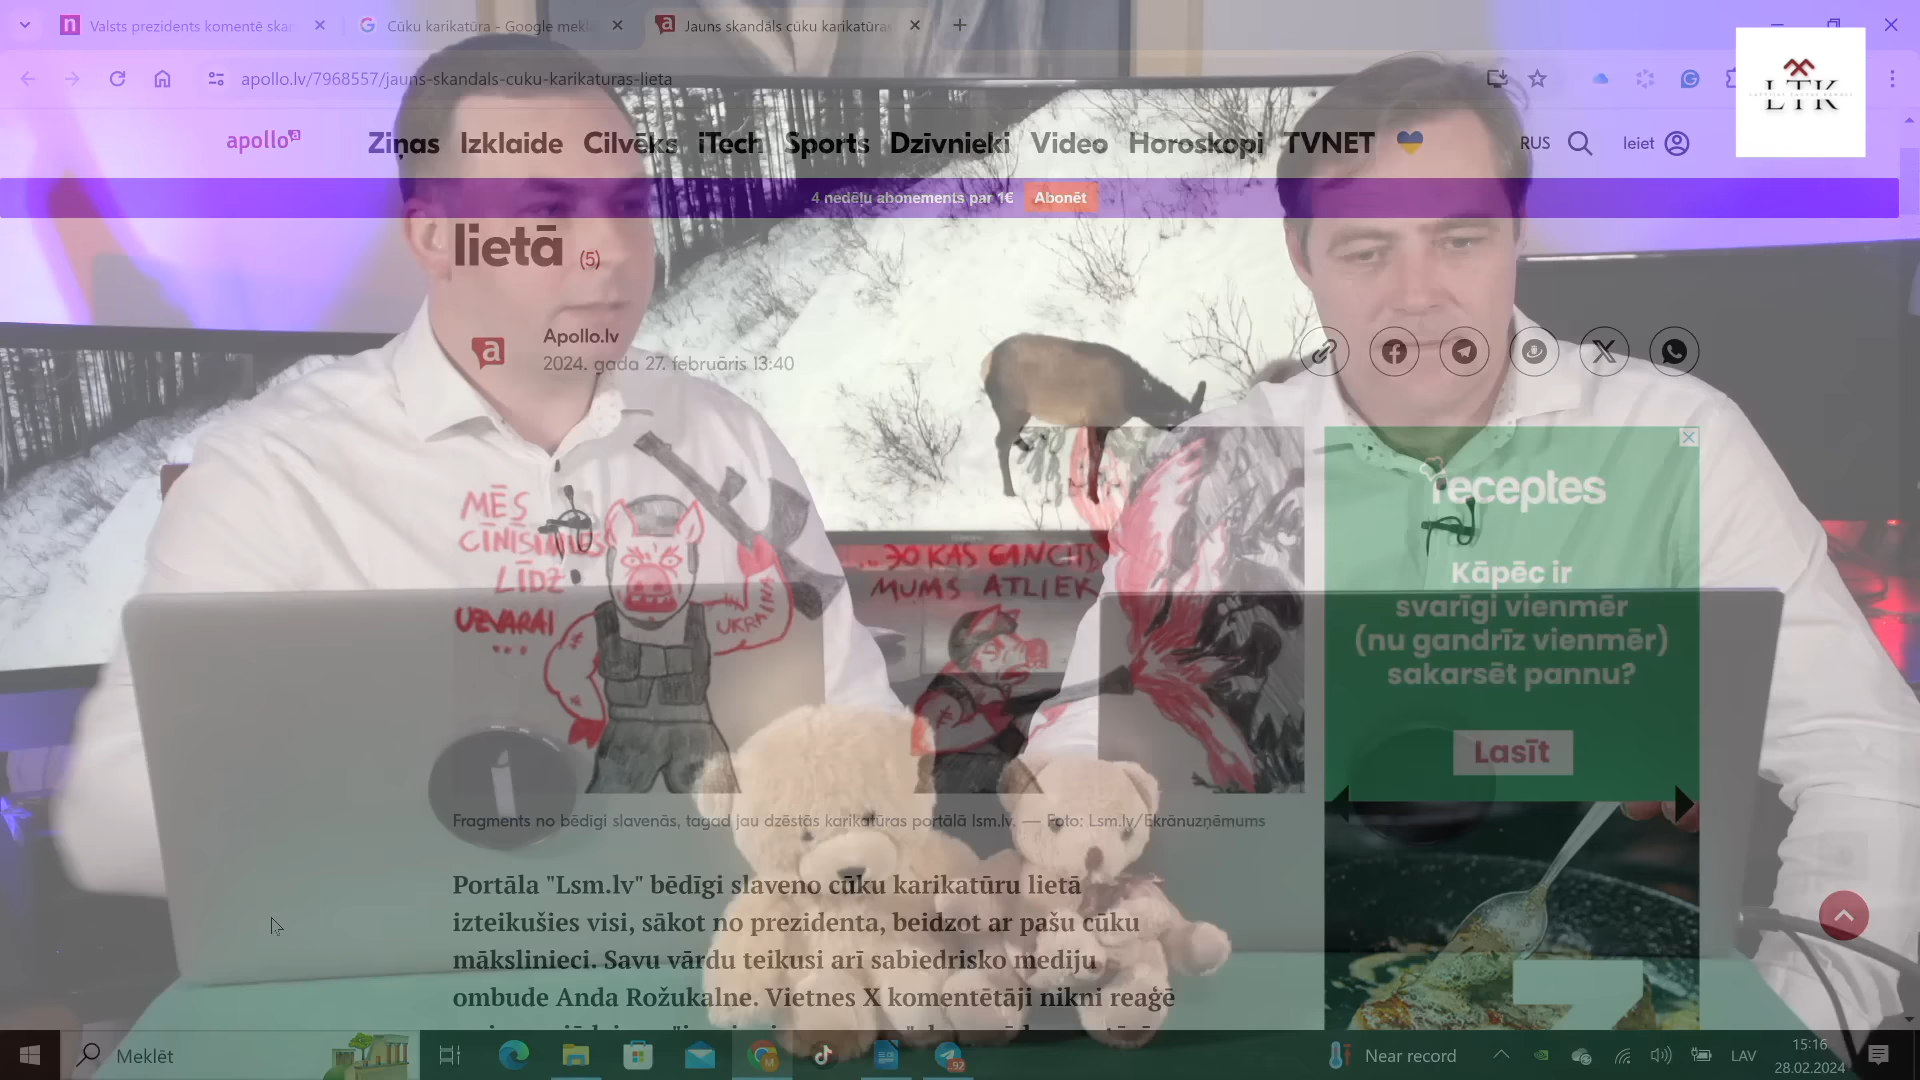 Valsts prezidents komentē skan
Cūku karikatūra - Google mekl
Jauns skandāls cūku karikatūras
apollo.lv/7968557/jauns-skandals-cuku-karikaturas-lieta
LTK
apollo
Ziņas Izklaide Cilvēks iTech Sports Dzīvnieki Video Horoskopi TVNET
RUS
Ieiet
4 nedēļu abonements par 1€ Abonēt
lietā (5)
Apollo.lv
2024. gada 27. februāris 13:40
MĒS
CĪNĪSIMIES
LĪDZ
UZVARAI
...
UKRAINA
MUMS ATLIEK
receptes
Kāpēc ir
svarīgi vienmēr
(nu gandrīz vienmēr)
sakarsēt pannu?
Lasīt
Fragments no bēdīgi slavenās, tagad jau dzēstās karikatūras portālā lsm.lv. — Foto: Lsm.lv/Ekrānuzņēmums
Portāla "Lsm.lv" bēdīgi slaveno cūku karikatūru lietā
izteikušies visi, sākot no prezidenta, beidzot ar pašu cūku
mākslinieci. Savu vārdu teikusi arī sabiedrisko mediju
ombude Anda Rožukalne. Vietnes X komentētāji nikni reaģē
Meklēt
92
Near record
LAV
15:16
28.02.2024